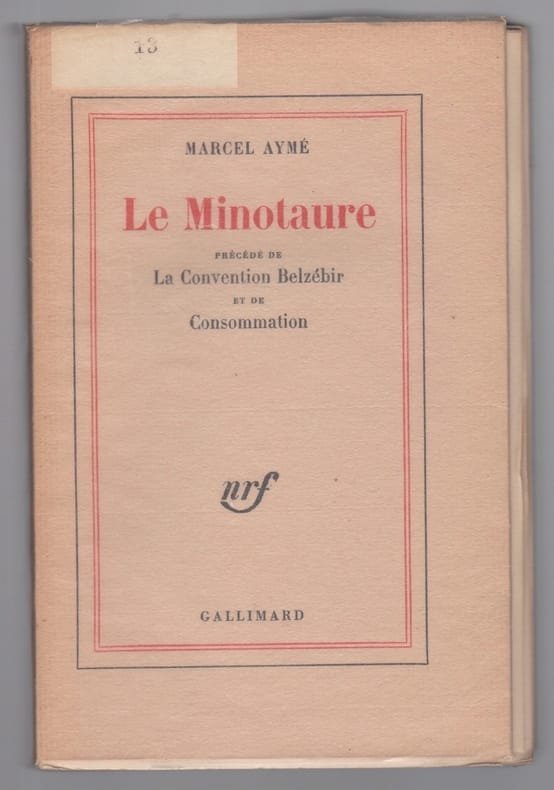 13
MARCEL AYMÉ
Le Minotaure
PRÉCÉDÉ DE
La Convention Belzébir
ET DE
Consommation
nrf
GALLIMARD